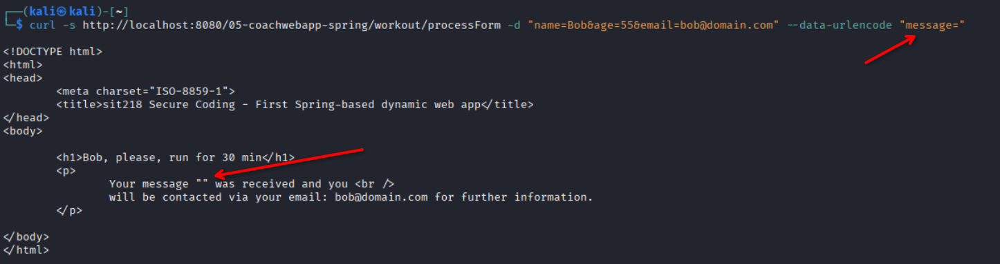 ┌──(kali㉿kali)-[~]
└─$ curl -s http://localhost:8080/05-coachwebapp-spring/workout/processForm -d "name=Bob&age=55&email=bob@domain.com" --data-urlencode "message="
<!DOCTYPE html>
<html>
<head>
<meta charset="ISO-8859-1">
<title>sit218 Secure Coding - First Spring-based dynamic web app</title>
</head>
<body>
<h1>Bob, please, run for 30 min</h1>
<p>
Your message "" was received and you <br />
will be contacted via your email: bob@domain.com for further information.
</p>
</body>
</html>